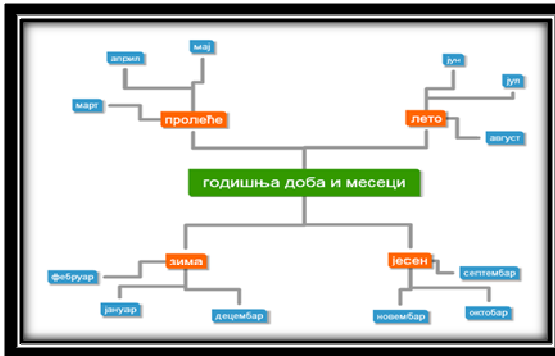 мај
април
март
пролеће
јун
јул
лето
август
годишња доба и месеци
зима
фебруар
јануар
децембар
јесен
септембар
октобар
новембар